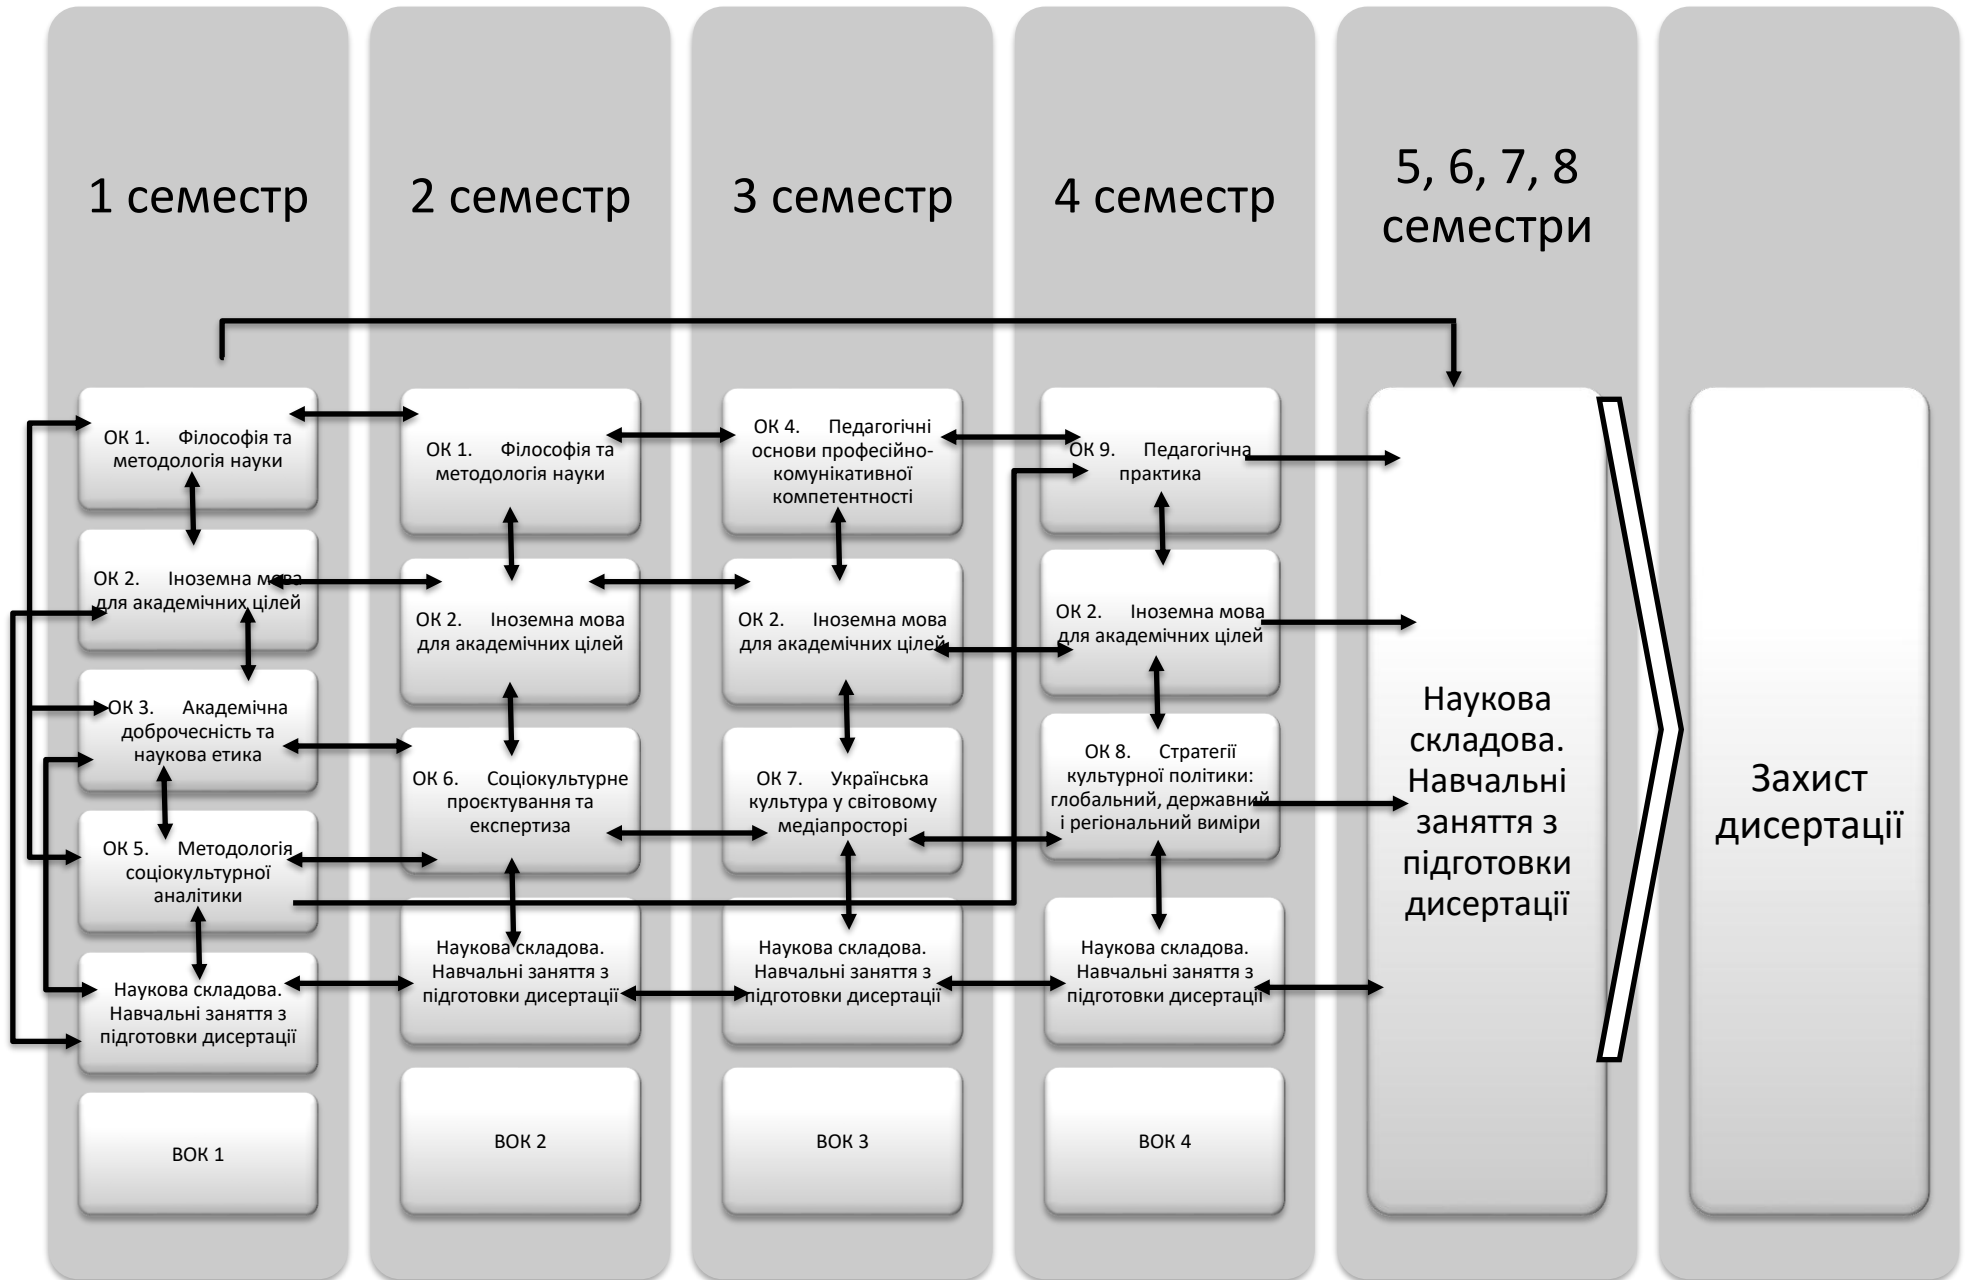 1 семестр
ОК 1. Філософія та
методологія науки
ОК 2. Іноземна мова
для академічних цілей
ОК 3. Академічна
доброчесність та
наукова етика
ОК 5. Методологія
соціокультурної
аналітики
Наукова складова.
Навчальні заняття з
підготовки дисертації
ВОК 1
2 семестр
ОК 1. Філософія та
методологія науки
ОК 2. Іноземна мова
для академічних цілей
ОК 6. Соціокультурне
проєктування та
експертиза
Наукова складова.
Навчальні заняття з
підготовки дисертації
ВОК 2
3 семестр
ОК 4. Педагогічні
основи професійно-
комунікативної
компетентності
ОК 2. Іноземна мова
для академічних цілей
ОК 7. Українська
культура у світовому
медіапросторі
Наукова складова.
Навчальні заняття з
підготовки дисертації
ВОК 3
4 семестр
ОК 9. Педагогічна
практика
ОК 2. Іноземна мова
для академічних цілей
ОК 8. Стратегії
культурної політики:
глобальний, державний
і регіональний виміри
Наукова складова.
Навчальні заняття з
підготовки дисертації
ВОК 4
5, 6, 7, 8
семестри
Наукова
складова.
Навчальні
заняття з
підготовки
дисертації
Захист
дисертації